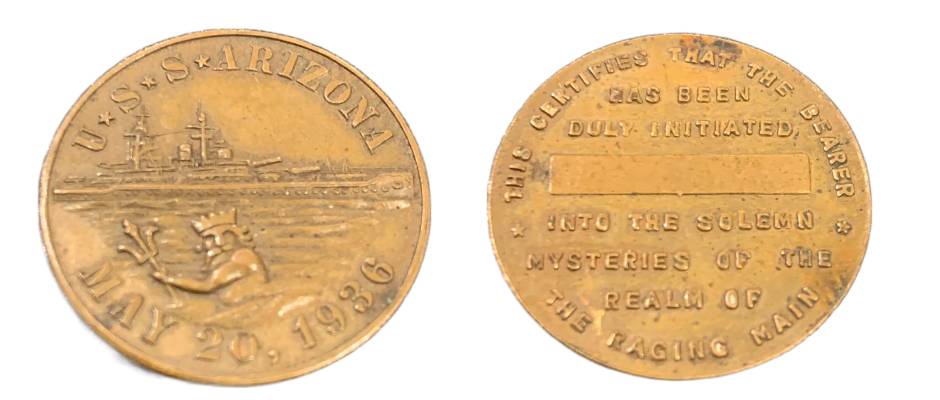 U★S★S★ARIZONA
MAY 20, 1936
THIS CERTIFIES THAT THE BEARER
HAS BEEN
DULY INITIATED,
INTO THE SOLEMN
MYSTERIES OF THE
REALM OF
THE RAGING MAIN